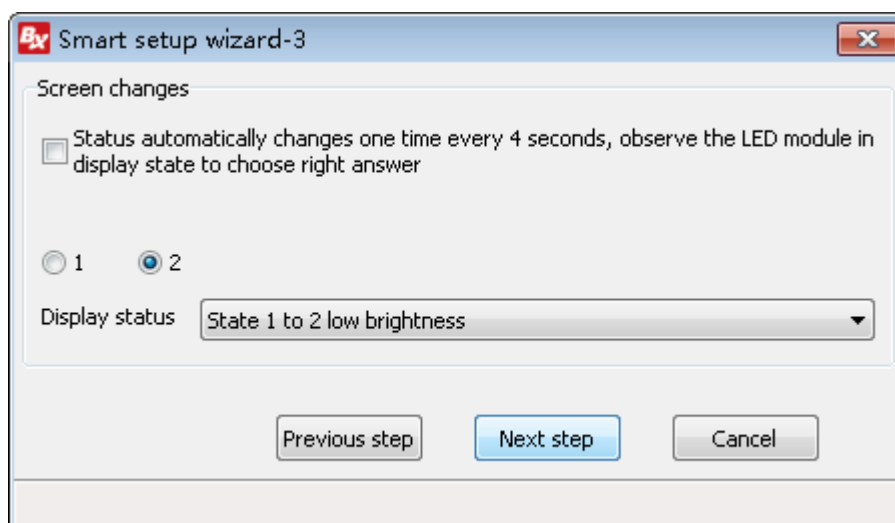 BX Smart setup wizard-3
Screen changes
Status automatically changes one time every 4 seconds, observe the LED module in
display state to choose right answer
1 2
Display status State 1 to 2 low brightness
Previous step Next step Cancel